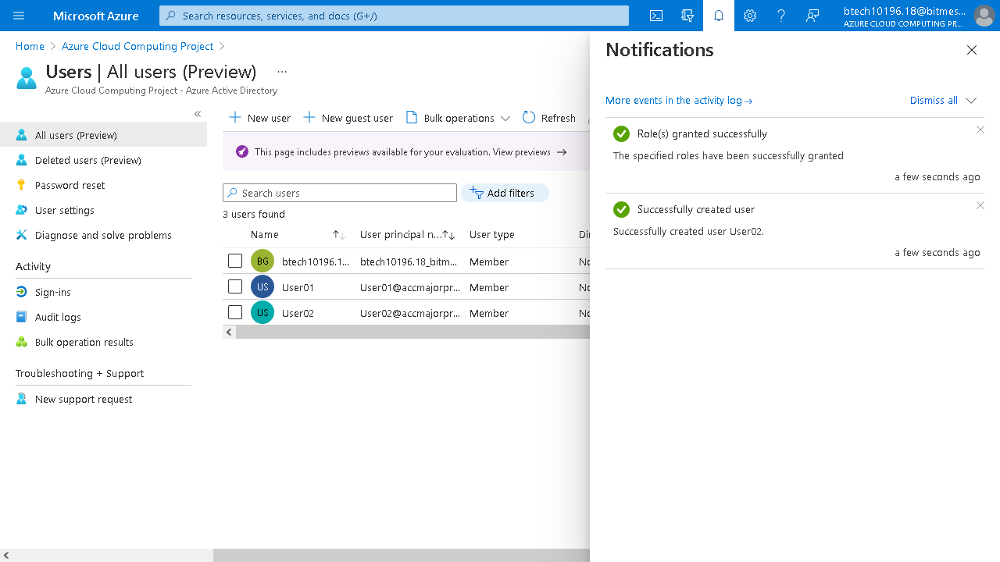 Microsoft Azure
Search resources, services, and docs (G+/)
btech10196.18@bitmes...
AZURE CLOUD COMPUTING PR...
Home
Azure Cloud Computing Project
Users | All users (Preview)
...
Azure Cloud Computing Project - Azure Active Directory
All users (Preview)
Deleted users (Preview)
Password reset
User settings
Diagnose and solve problems
Activity
Sign-ins
Audit logs
Bulk operation results
Troubleshooting + Support
New support request
New user
New guest user
Bulk operations
Refresh
This page includes previews available for your evaluation. View previews →
Search users
Add filters
3 users found
Name
User principal n...
User type
BG btech10196.1... btech10196.18_bitm... Member No
US User01 User01@accmajorpr... Member No
US User02 User02@accmajorpr... Member No
Notifications
More events in the activity log →
Dismiss all
Role(s) granted successfully
The specified roles have been successfully granted
a few seconds ago
Successfully created user
Successfully created user User02.
a few seconds ago